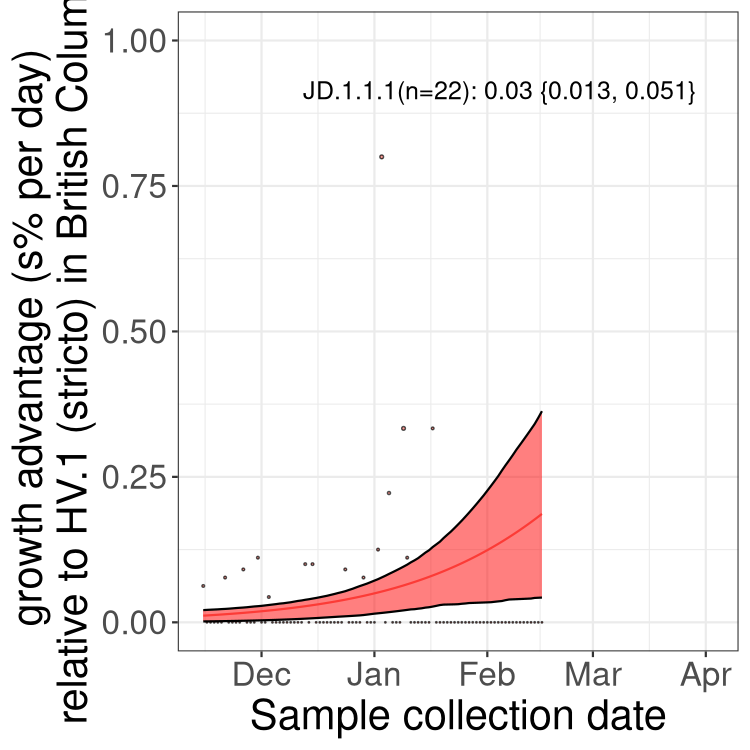 growth advantage (s% per day)
relative to HV.1 (stricto) in British Colum
1.00
0.75
0.50
0.25
0.00
JD.1.1.1(n=22): 0.03 {0.013, 0.051}
Dec Jan Feb Mar Apr
Sample collection date